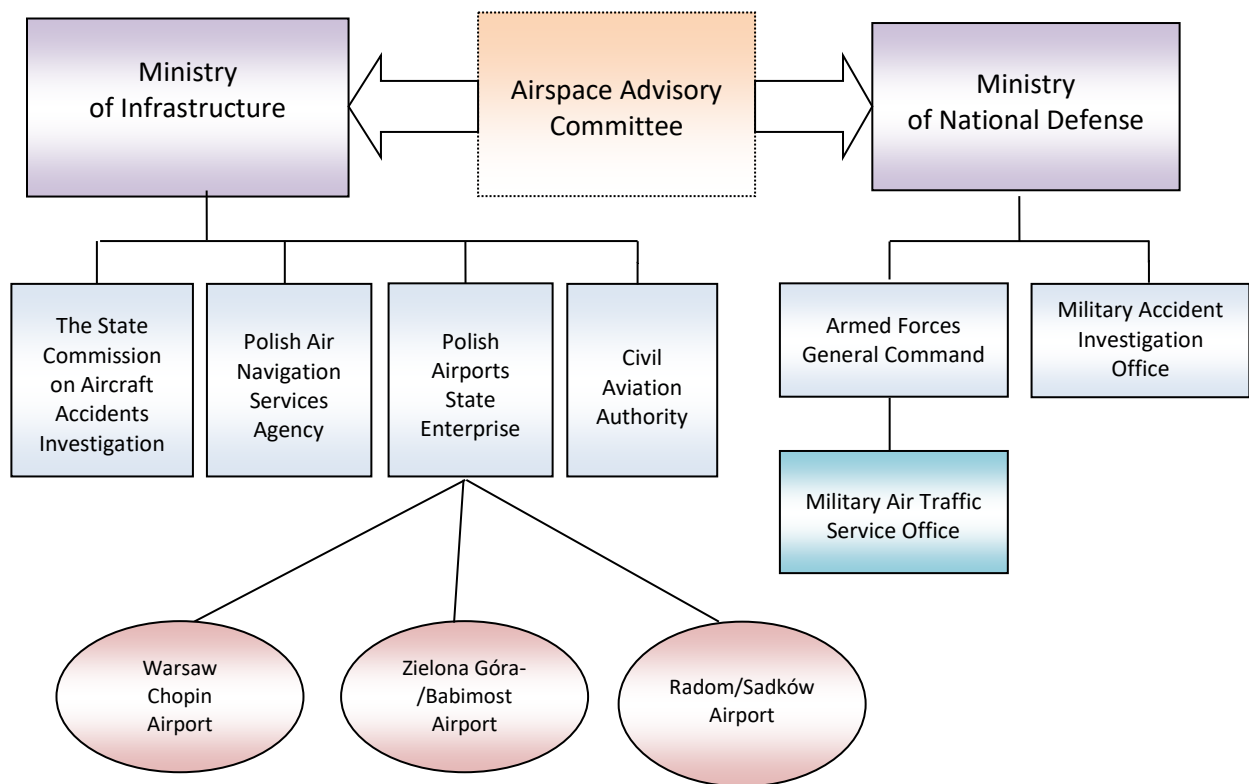 Ministry
of Infrastructure
Airspace Advisory
Committee
Ministry
of National Defense
The State
Commission
on Aircraft
Accidents
Investigation
Polish Air
Navigation
Services
Agency
Polish
Airports
State
Enterprise
Civil
Aviation
Authority
Armed Forces
General Command
Military Accident
Investigation
Office
Military Air Traffic
Service Office
Warsaw
Chopin
Airport
Zielona Góra-
/Babimost
Airport
Radom/Sadków
Airport